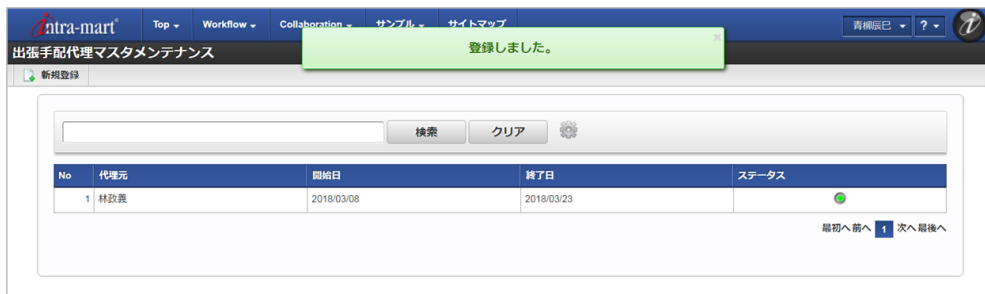 intra-mart Top Workflow Collaboration サンプル サイトマップ 青柳辰巳 ?
登録しました。 ×
出張手配代理マスタメンテナンス
新規登録
検索 クリア
No 代理元 開始日 終了日 ステータス
1 林政義 2018/03/08 2018/03/23
最初へ 前へ 1 次へ 最後へ